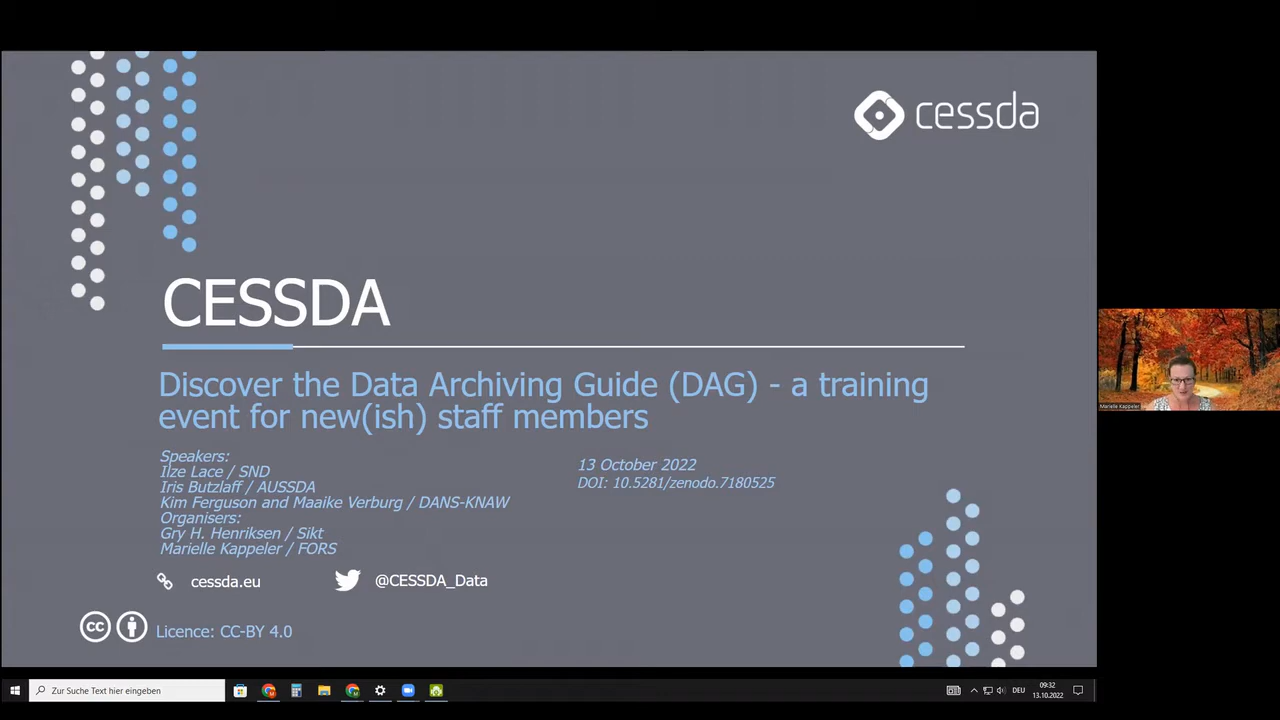 cessda
CESSDA
Discover the Data Archiving Guide (DAG) - a training
event for new(ish) staff members
Speakers:
Ilze Lace / SND
Iris Butzlaff / AUSSDA
Kim Ferguson and Maaike Verburg / DANS-KNAW
Organisers:
Gry H. Henriksen / Sikt
Marielle Kappeler / FORS
13 October 2022
DOI: 10.5281/zenodo.7180525
cessda.eu
@CESSDA_Data
cc
Licence: CC-BY 4.0
Marielle Kappeler
Zur Suche Text hier eingeben
DEU
09:32
13.10.2022